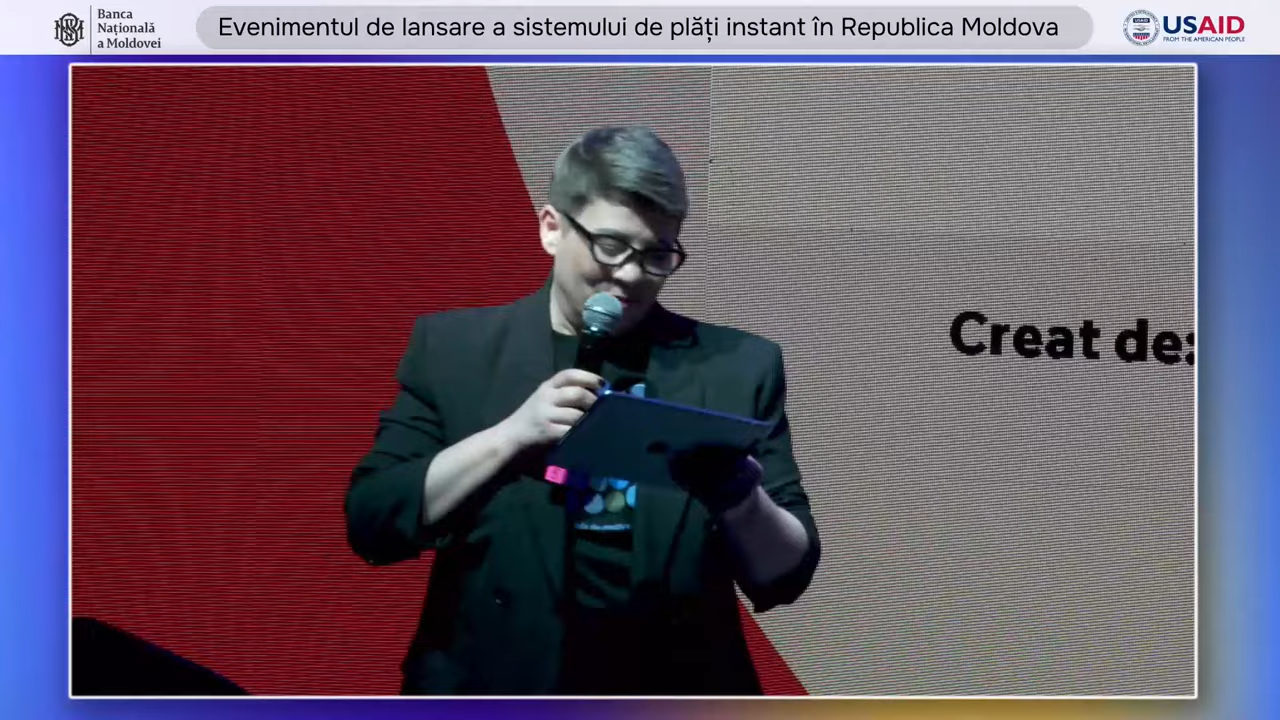 Banca
Națională
a Moldovei
Evenimentul de lansare a sistemului de plăți instant în Republica Moldova
USAID
FROM THE AMERICAN PEOPLE
Creat de